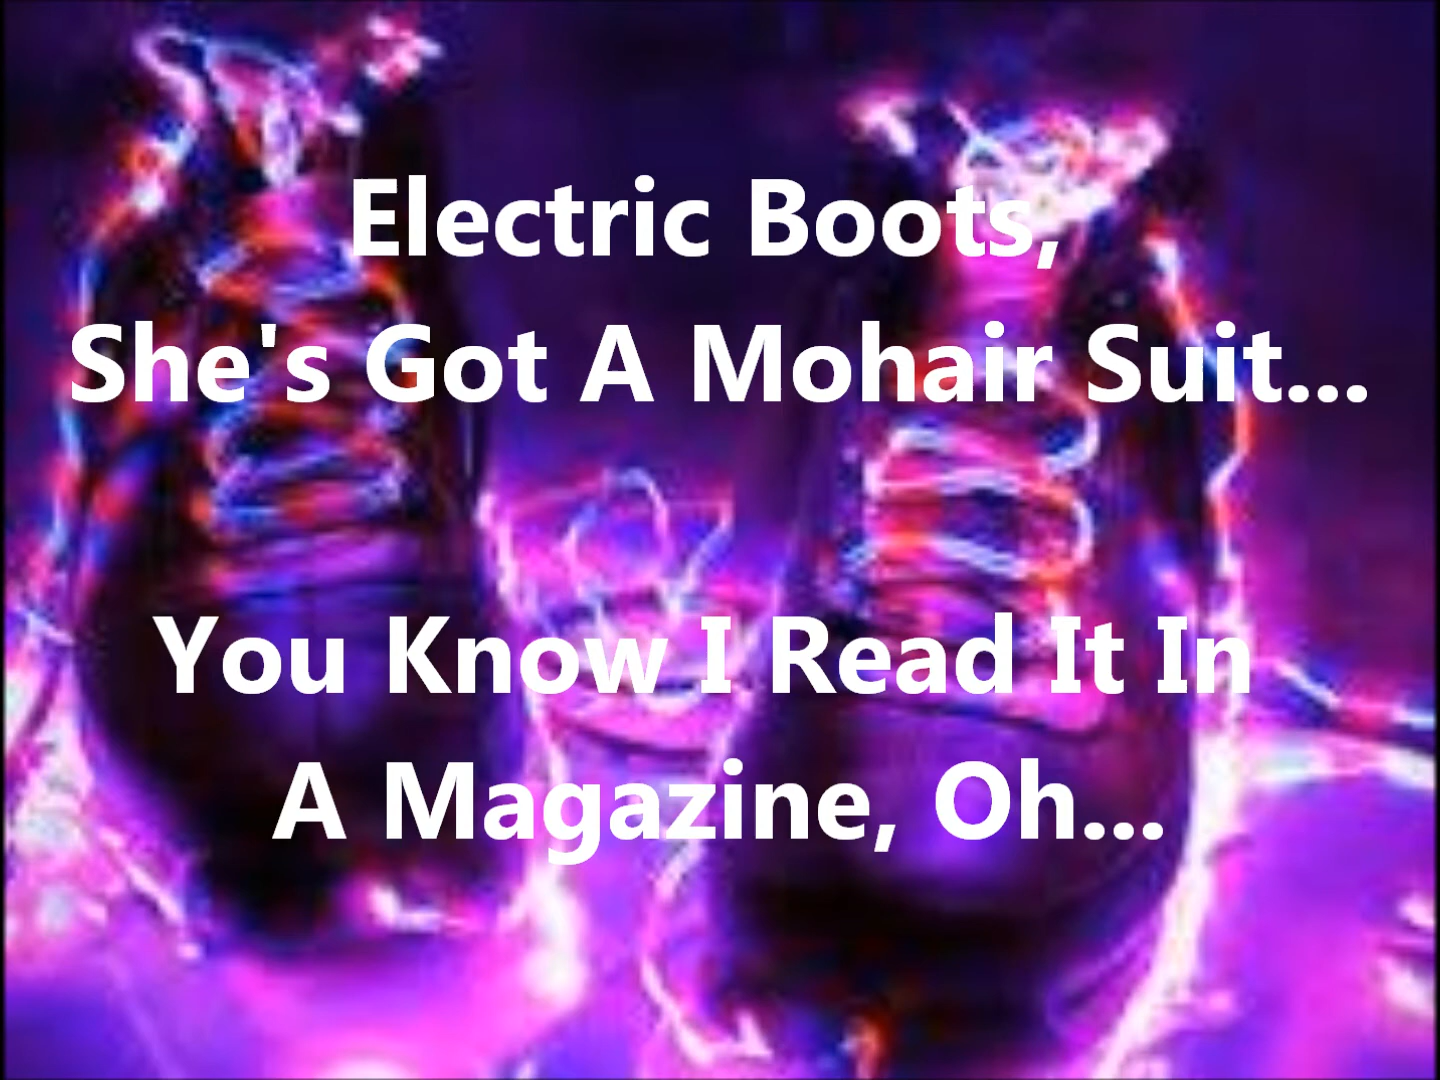 Electric Boots,
She's Got A Mohair Suit...
You Know I Read It In
A Magazine, Oh...